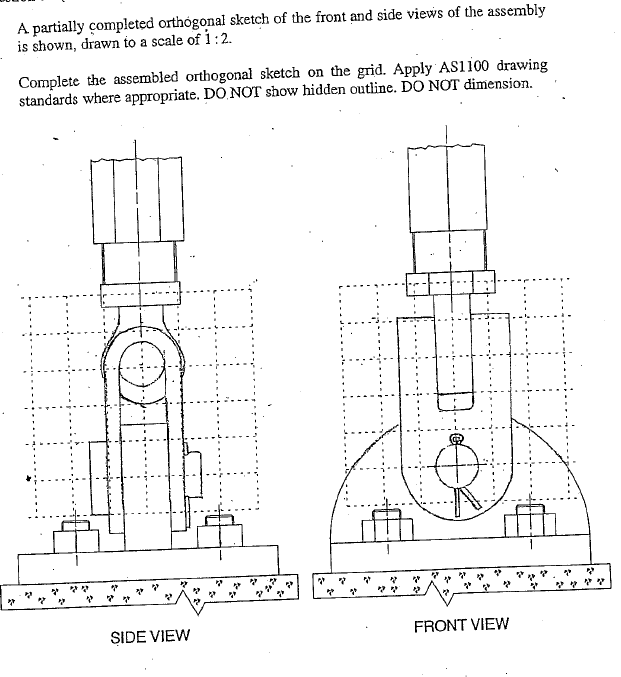 A partially completed orthogonal sketch of the front and side views of the assembly
is shown, drawn to a scale of 1:2.
Complete the assembled orthogonal sketch on the grid. Apply AS1100 drawing
standards where appropriate. DO NOT show hidden outline. DO NOT dimension.
SIDE VIEW
FRONT VIEW